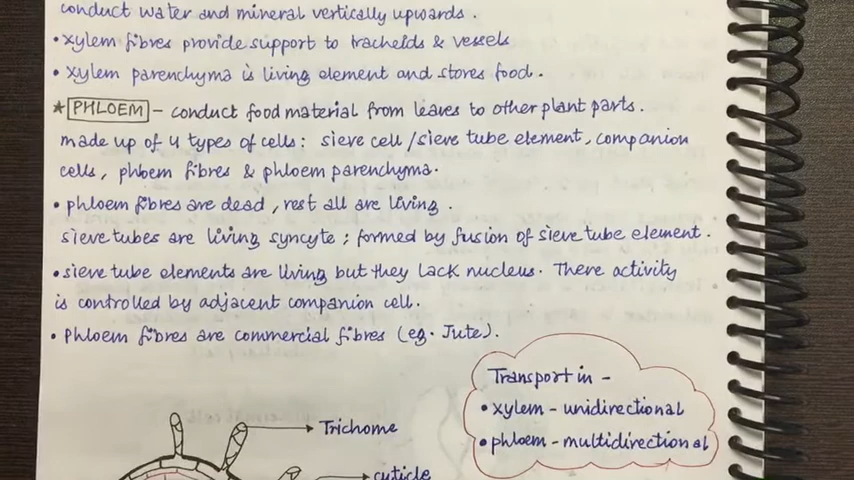 conduct water and mineral vertically upwards.
• xylem fibres provide support to tracheids & vessels
• xylem parenchyma is living element and stores food.
★ PHLOEM – conduct food material from leaves to other plant parts.
made up of 4 types of cells: sieve cell/sieve tube element, companion
cells, phloem fibres & phloem parenchyma.
• phloem fibres are dead, rest all are living.
sieve tubes are living syncyte; formed by fusion of sieve tube element.
• sieve tube elements are living but they lack nucleus. There activity
is controlled by adjacent companion cell.
• Phloem fibres are commercial fibres (eg. Jute).
Transport in –
• xylem – unidirectional
• phloem – multidirectional
Trichome
cuticle